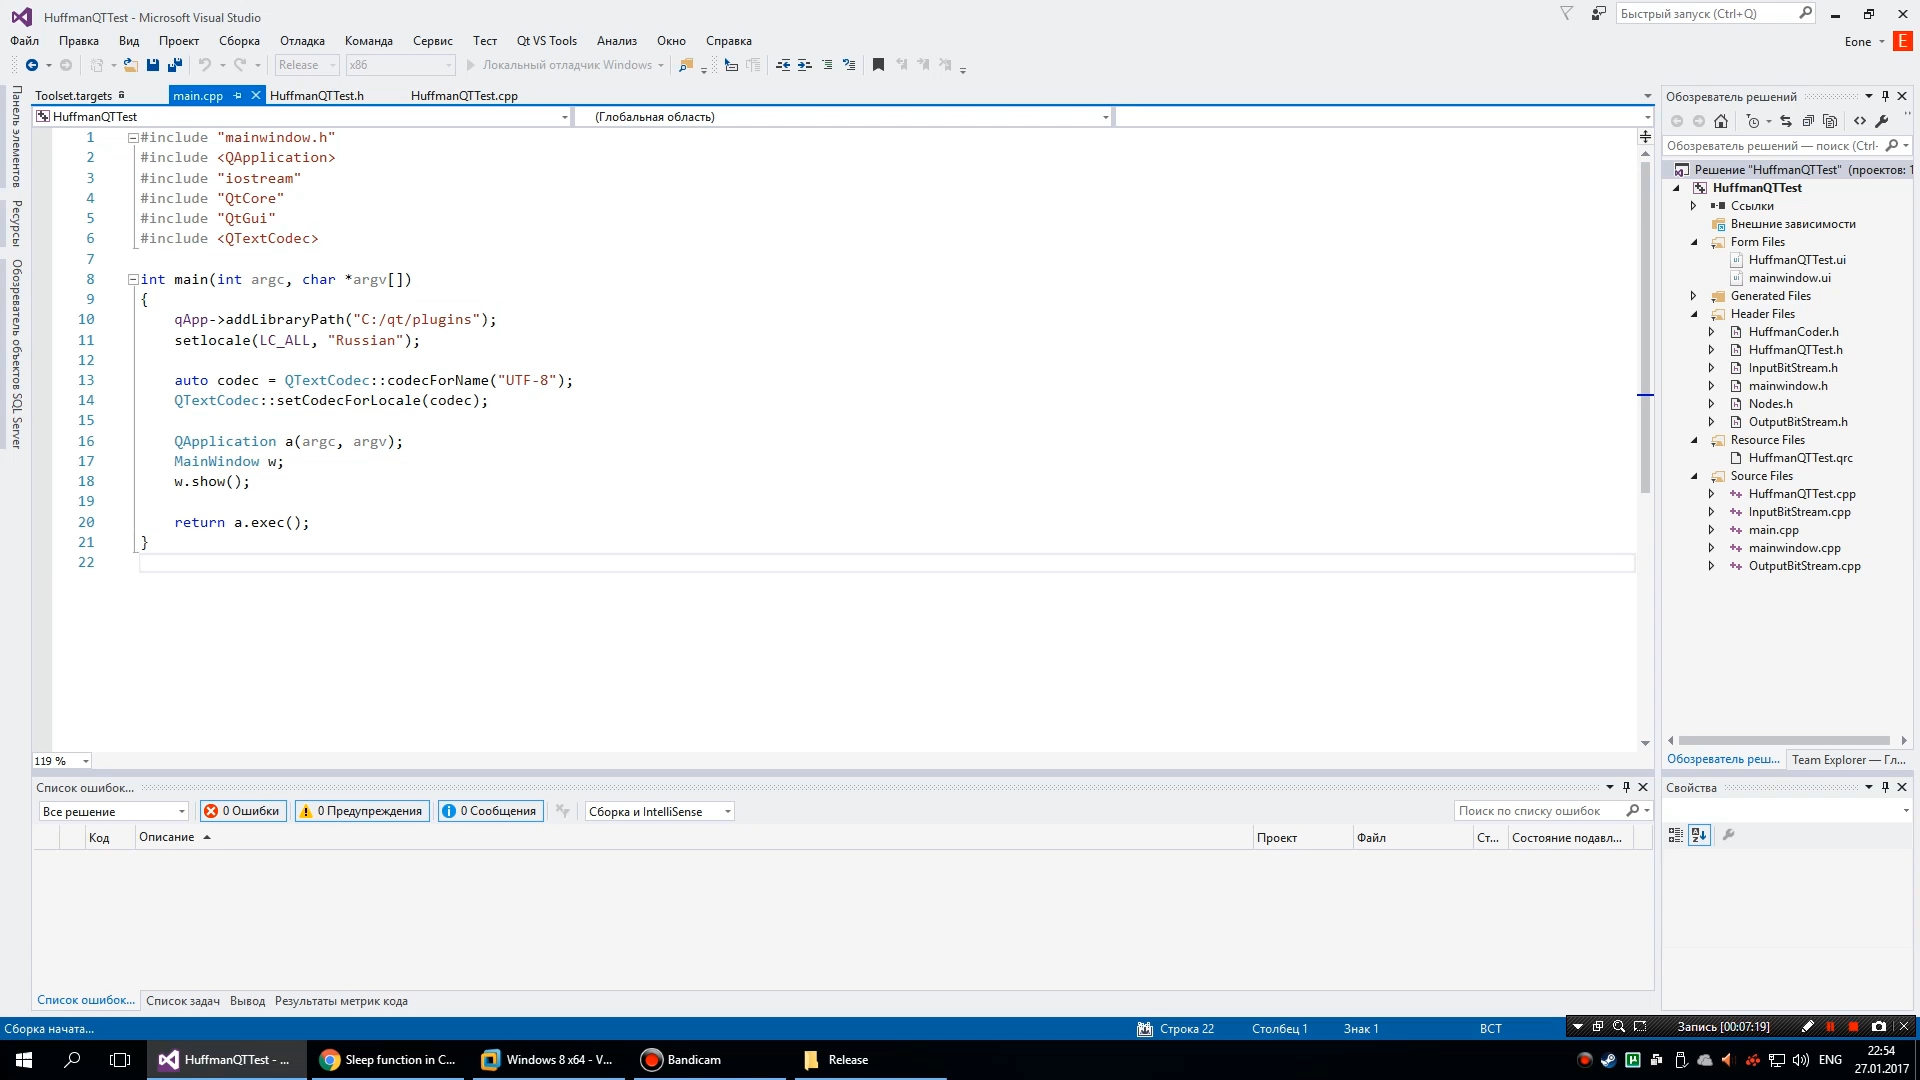 HuffmanQTTest - Microsoft Visual Studio
Быстрый запуск (Ctrl+Q)
Файл Правка Вид Проект Сборка Отладка Команда Сервис Тест Qt VS Tools Анализ Окно Справка
Eone E
Release x86 Локальный отладчик Windows
Toolset.targets main.cpp HuffmanQTTest.h HuffmanQTTest.cpp
HuffmanQTTest (Глобальная область)
Панель элементов
Ресурсы
Обозреватель объектов SQL Server
1 #include "mainwindow.h"
2 #include <QApplication>
3 #include "iostream"
4 #include "QtCore"
5 #include "QtGui"
6 #include <QTextCodec>
7
8 int main(int argc, char *argv[])
9 {
10 qApp->addLibraryPath("C:/qt/plugins");
11 setlocale(LC_ALL, "Russian");
12
13 auto codec = QTextCodec::codecForName("UTF-8");
14 QTextCodec::setCodecForLocale(codec);
15
16 QApplication a(argc, argv);
17 MainWindow w;
18 w.show();
19
20 return a.exec();
21 }
22
119 %
Обозреватель решений
Обозреватель решений — поиск (Ctrl-
Решение "HuffmanQTTest" (проектов: 1
HuffmanQTTest
Ссылки
Внешние зависимости
Form Files
HuffmanQTTest.ui
mainwindow.ui
Generated Files
Header Files
HuffmanCoder.h
HuffmanQTTest.h
InputBitStream.h
mainwindow.h
Nodes.h
OutputBitStream.h
Resource Files
HuffmanQTTest.qrc
Source Files
HuffmanQTTest.cpp
InputBitStream.cpp
main.cpp
mainwindow.cpp
OutputBitStream.cpp
Обозреватель реш... Team Explorer — Гл...
Свойства
Список ошибок...
Все решение 0 Ошибки 0 Предупреждения 0 Сообщения Сборка и IntelliSense Поиск по списку ошибок
Код Описание Проект Файл Ст... Состояние подавл...
Список ошибок... Список задач Вывод Результаты метрик кода
Сборка начата... Строка 22 Столбец 1 Знак 1 ВСТ Запись [00:07:19]
HuffmanQTTest - ... Sleep function in C... Windows 8 x64 - V... Bandicam Release ENG 22:54
27.01.2017